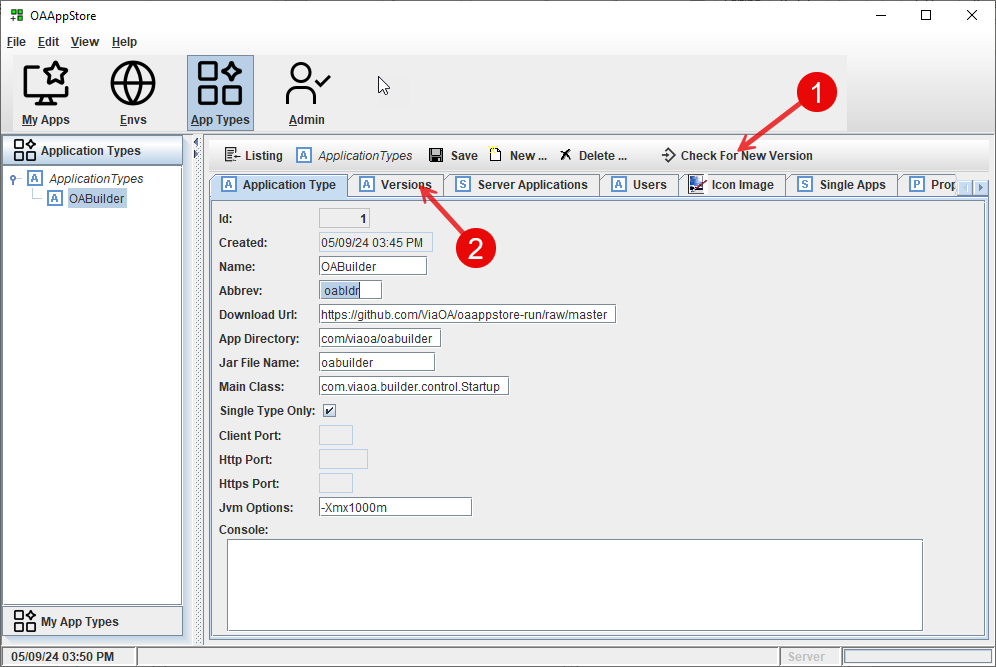 OAAppStore
File Edit View Help
My Apps Envs App Types Admin
1
Application Types
Listing A ApplicationTypes Save New ... Delete ... Check For New Version
A Application Type A Versions S Server Applications A Users Icon Image S Single Apps P Prop
A ApplicationTypes
A OABuilder
Id: 1
Created: 05/09/24 03:45 PM
2
Name: OABuilder
Abbrev: oabldr
Download Url: https://github.com/ViaOA/oaappstore-run/raw/master
App Directory: com/viaoa/oabuilder
Jar File Name: oabuilder
Main Class: com.viaoa.builder.control.Startup
Single Type Only:
Client Port:
Http Port:
Https Port:
Jvm Options: -Xmx1000m
Console:
My App Types
05/09/24 03:50 PM Server